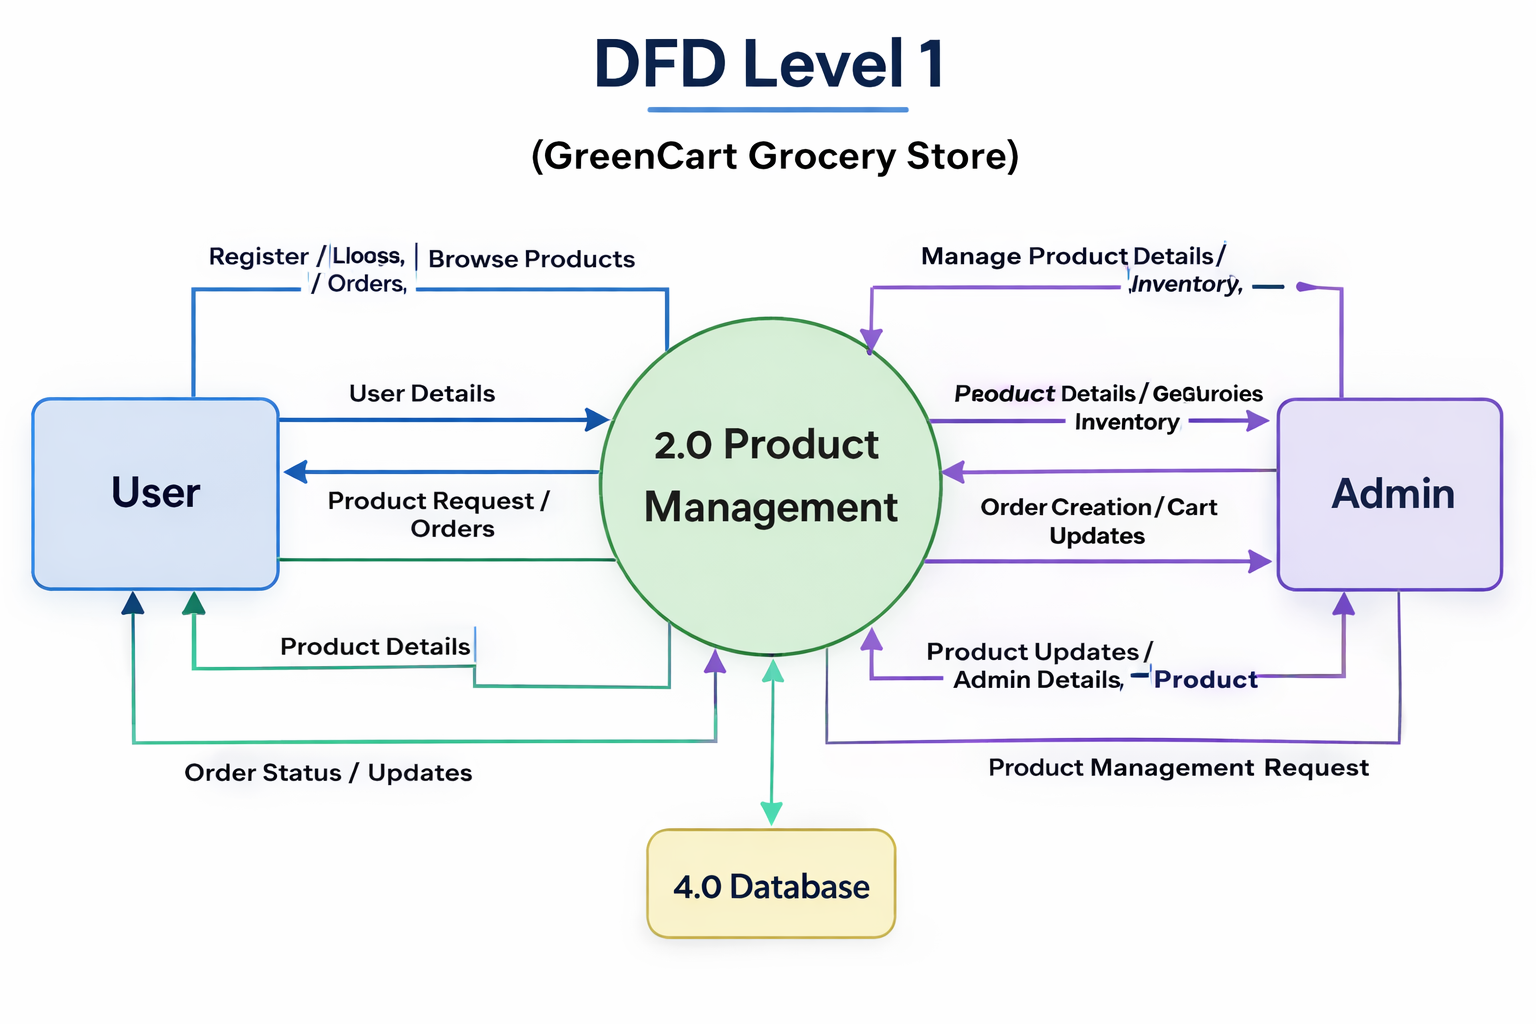 DFD Level 1
(GreenCart Grocery Store)
Register / Llogs, | Browse Products
/ Orders,
Manage Product Details /
Inventory,
User Details
Product Details / 
Inventory
2.0 Product
Management
User
Admin
Product Request /
Orders
Order Creation / Cart
Updates
Product Details
Product Updates /
Admin Details, – Product
Order Status / Updates
Product Management Request
4.0 Database